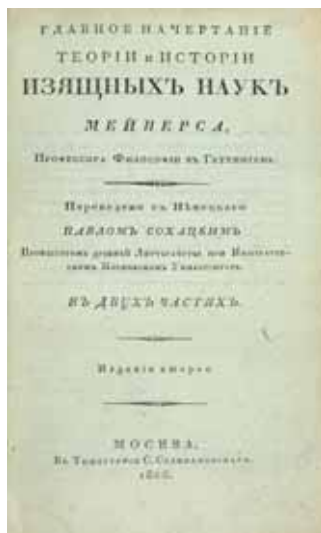 ГЛАВНОЕ НАЧЕРТАНІЕ
ТЕОРІИ и ИСТОРІИ
ИЗЯЩНЫХЪ НАУКЪ
МЕЙНЕРСА,
Профессора Философіи въ Геттингенѣ.
Переведено съ Нѣмецкаго
ПАВЛОМЪ СОХАЦКИМЪ
Профессоромъ древней Литтературы при Император-
скомъ Московскомъ Университетѣ.
ВЪ ДВУХЪ ЧАСТЯХЪ.
Изданіе второе
МОСКВА,
Въ Типографіи С. Селивановскаго.